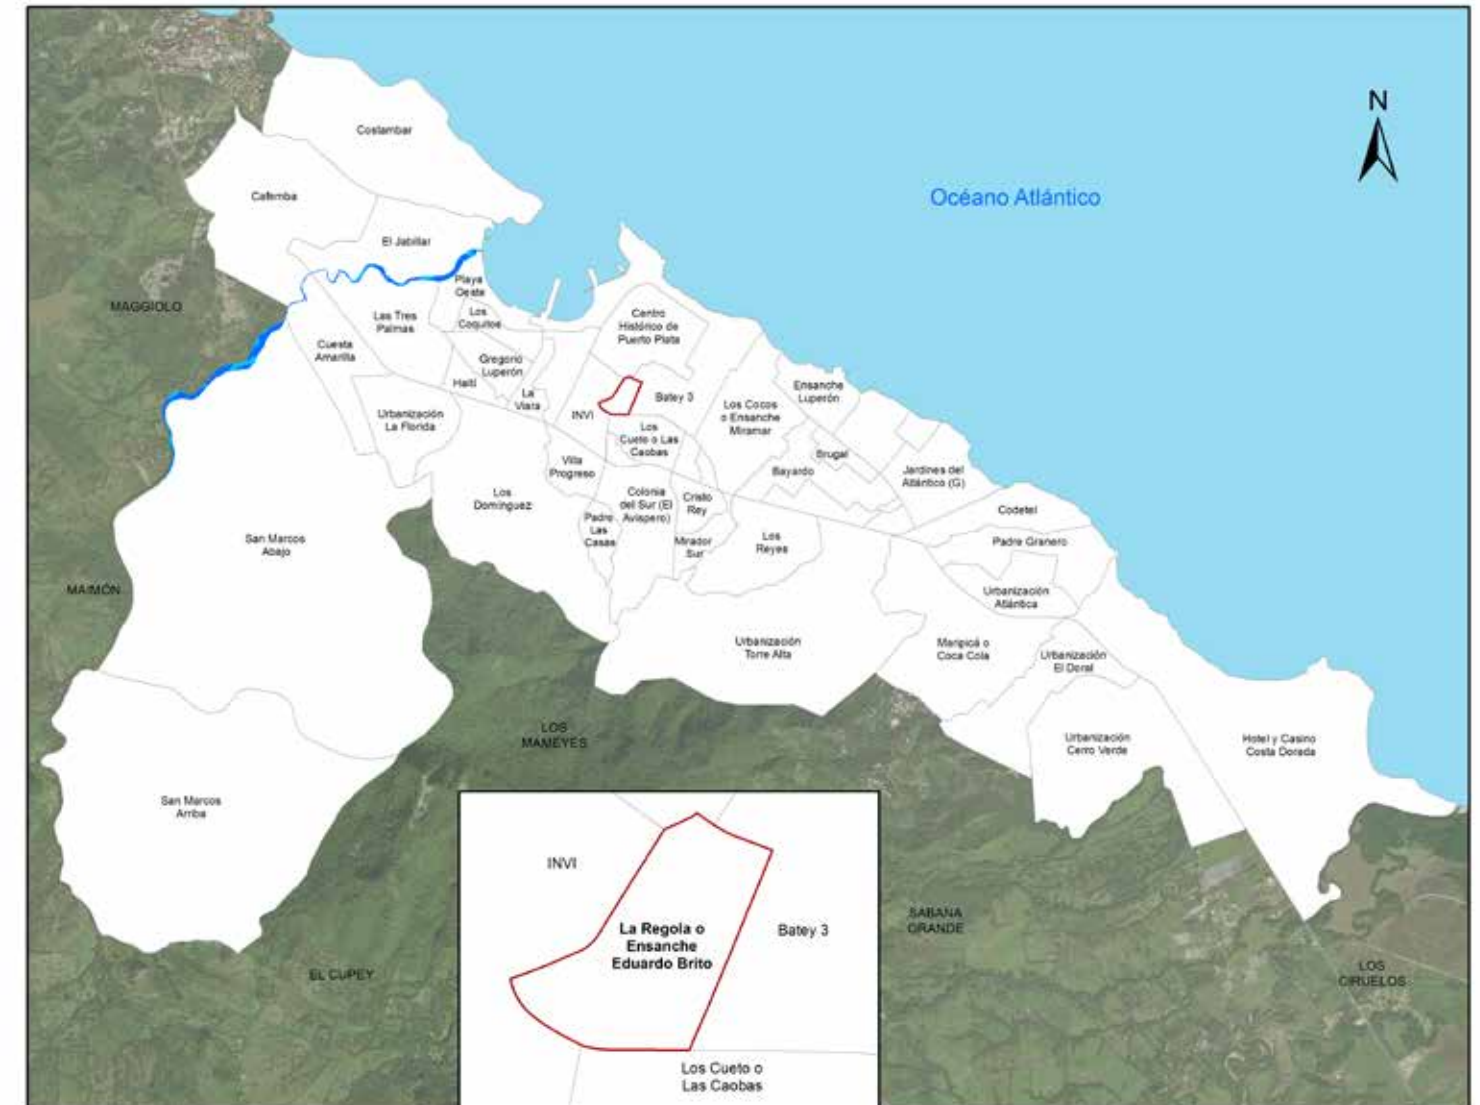 N
Costambar
Océano Atlántico
Cafemba
El Jabillar
Playa
Oeste
MAGGIOLO
Las Tres
Palmas
Los
Coquitos
Centro
Histórico de
Puerto Plata
Cuesta
Amarilla
Gregorio
Luperón
Haití
La
Viara
INVI
Batey 3
Ensanche
Luperón
Los Cocos
o Ensanche
Miramar
Urbanización
La Florida
Los
Cueto o Las
Caobas
Brugal
Villa
Progreso
Bayardo
Jardines del
Atlántico (G)
Los
Domínguez
Colonia
del Sur (El
Avispero)
Cristo
Rey
Padre
Las
Casas
Codetel
San Marcos
Abajo
Mirador
Sur
Los
Reyes
Padre Granero
MAIMÓN
Urbanización
Atlántica
Urbanización
Torre Alta
Maripicá o
Coca Cola
Urbanización
El Doral
LOS
MAMEYES
Urbanización
Cerro Verde
Hotel y Casino
Costa Dorada
San Marcos
Arriba
INVI
La Regola o
Ensanche
Eduardo Brito
Batey 3
SABANA
GRANDE
EL CUPEY
LOS
CIRUELOS
Los Cueto o
Las Caobas